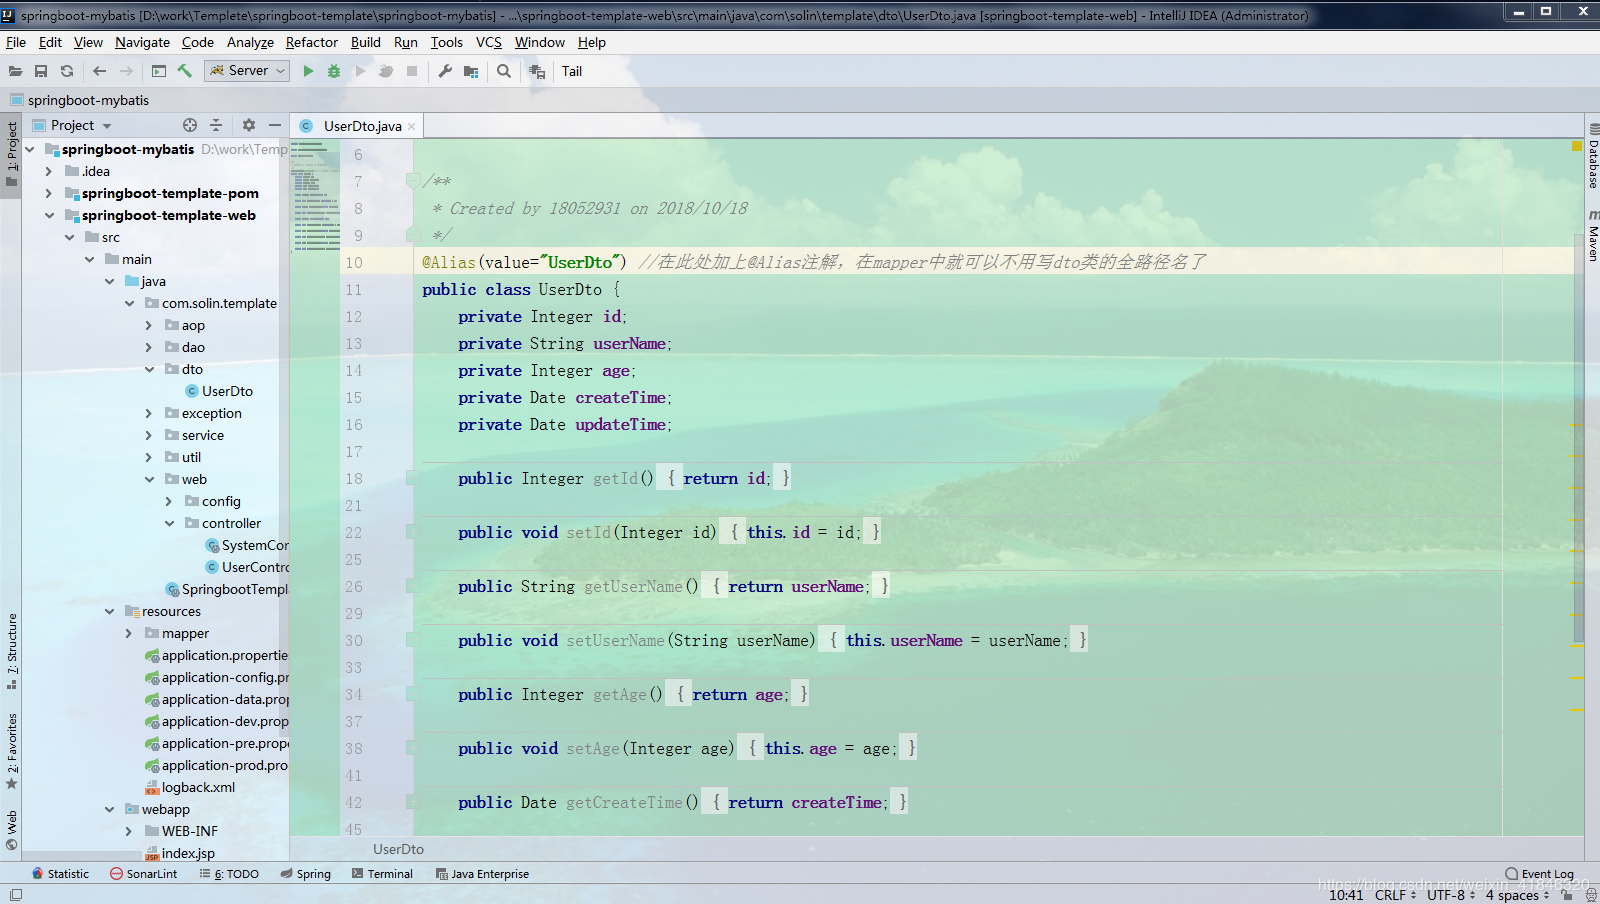 springboot-mybatis [D:\work\Templete\springboot-template\springboot-mybatis] - ...\springboot-template-web\src\main\java\com\solin\template\dto\UserDto.java [springboot-template-web] - IntelliJ IDEA (Administrator)
File Edit View Navigate Code Analyze Refactor Build Run Tools VCS Window Help
Server Tail
springboot-mybatis
Project
UserDto.java
1: Project
7: Structure
2: Favorites
Web
springboot-mybatis D:\work\Temp
.idea
springboot-template-pom
springboot-template-web
src
main
java
com.solin.template
aop
dao
dto
UserDto
exception
service
util
web
config
controller
SystemCor
UserContro
SpringbootTempl
resources
mapper
application.propertie
application-config.pr
application-data.prop
application-dev.prop
application-pre.prope
application-prod.pro
logback.xml
webapp
WEB-INF
index.jsp
6
7 /**
8 * Created by 18052931 on 2018/10/18
9 */
10 @Alias(value="UserDto") //在此处加上@Alias注解，在mapper中就可以不用写dto类的全路径名了
11 public class UserDto {
12 private Integer id;
13 private String userName;
14 private Integer age;
15 private Date createTime;
16 private Date updateTime;
17
18 public Integer getId() { return id; }
21
22 public void setId(Integer id) { this.id = id; }
25
26 public String getUserName() { return userName; }
29
30 public void setUserName(String userName) { this.userName = userName; }
33
34 public Integer getAge() { return age; }
37
38 public void setAge(Integer age) { this.age = age; }
41
42 public Date getCreateTime() { return createTime; }
45
Database
Maven
UserDto
Statistic SonarLint 6: TODO Spring Terminal Java Enterprise Event Log
https://blog.csdn.net/weixin_41846320
10:41 CRLF UTF-8 4 spaces